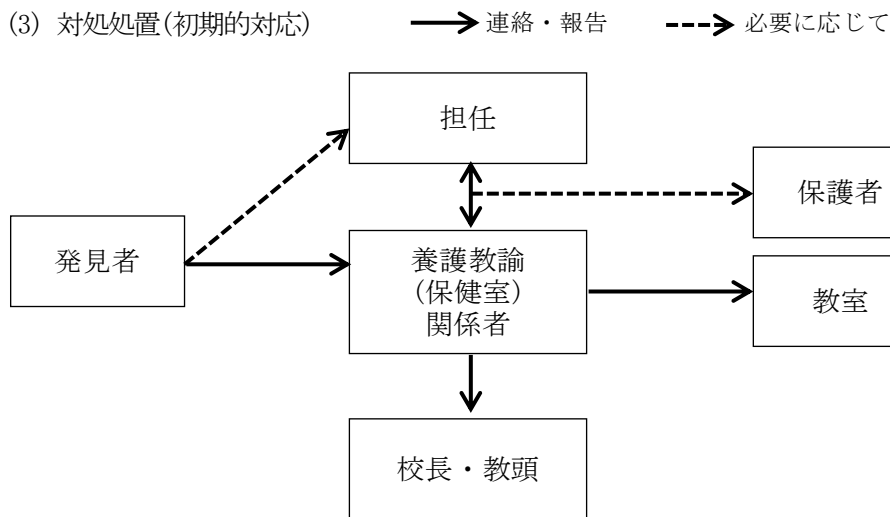 (3) 対処処置(初期的対応)
連絡・報告
必要に応じて
担任
保護者
発見者
養護教諭
(保健室)
関係者
教室
校長・教頭